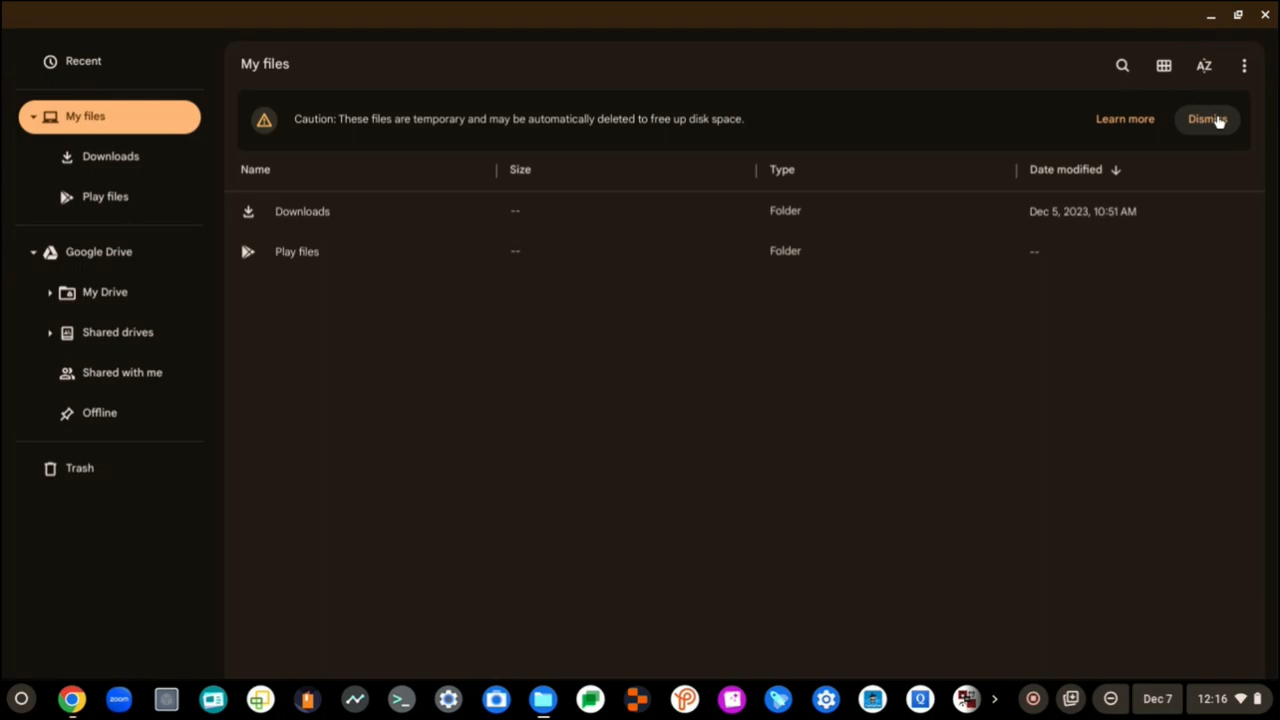 Recent
My files
Downloads
Play files
Google Drive
My Drive
Shared drives
Shared with me
Offline
Trash
My files
AZ
Caution: These files are temporary and may be automatically deleted to free up disk space.
Learn more
Dismiss
Name Size Type Date modified
Downloads -- Folder Dec 5, 2023, 10:51 AM
Play files -- Folder --
zoom
Q
Dec 7
12:16